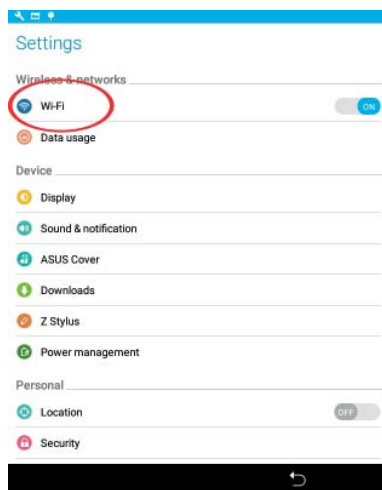 Settings
Wireless & networks
Wi-Fi
ON
Data usage
Device
Display
Sound & notification
ASUS Cover
Downloads
Z Stylus
Power management
Personal
Location
OFF
Security